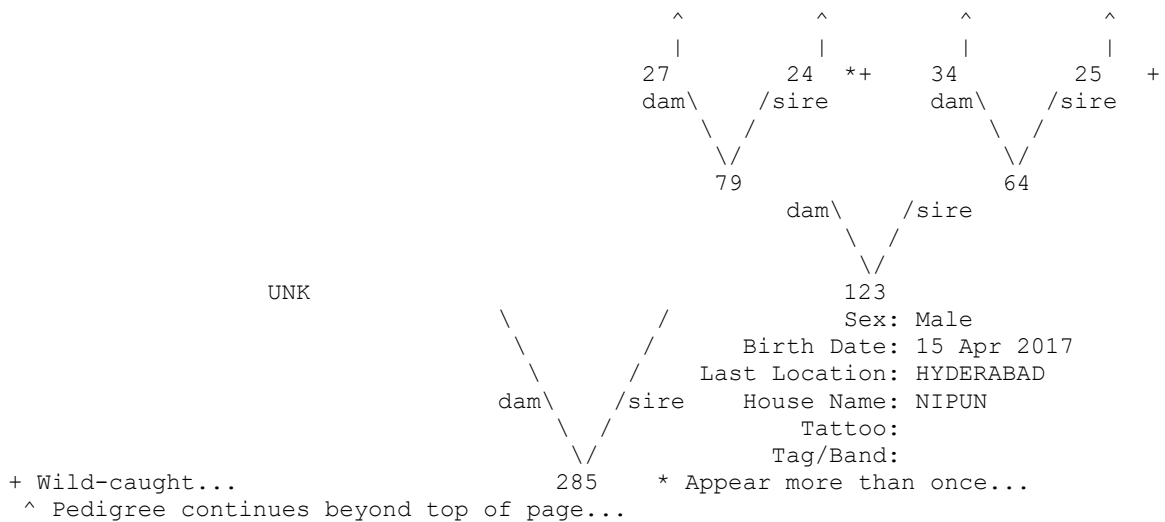 ^ ^ ^ ^
| | | |
27 24 *+ 34 25 +
dam\ /sire dam\ /sire
\ / \ /
\/ \/
79 64
dam\ /sire
\ /
\/
UNK 123
\ / Sex: Male
\ / Birth Date: 15 Apr 2017
\ / Last Location: HYDERABAD
dam\ /sire House Name: NIPUN
\ / Tattoo:
\/ Tag/Band:
+ Wild-caught... 285 * Appear more than once...
^ Pedigree continues beyond top of page...